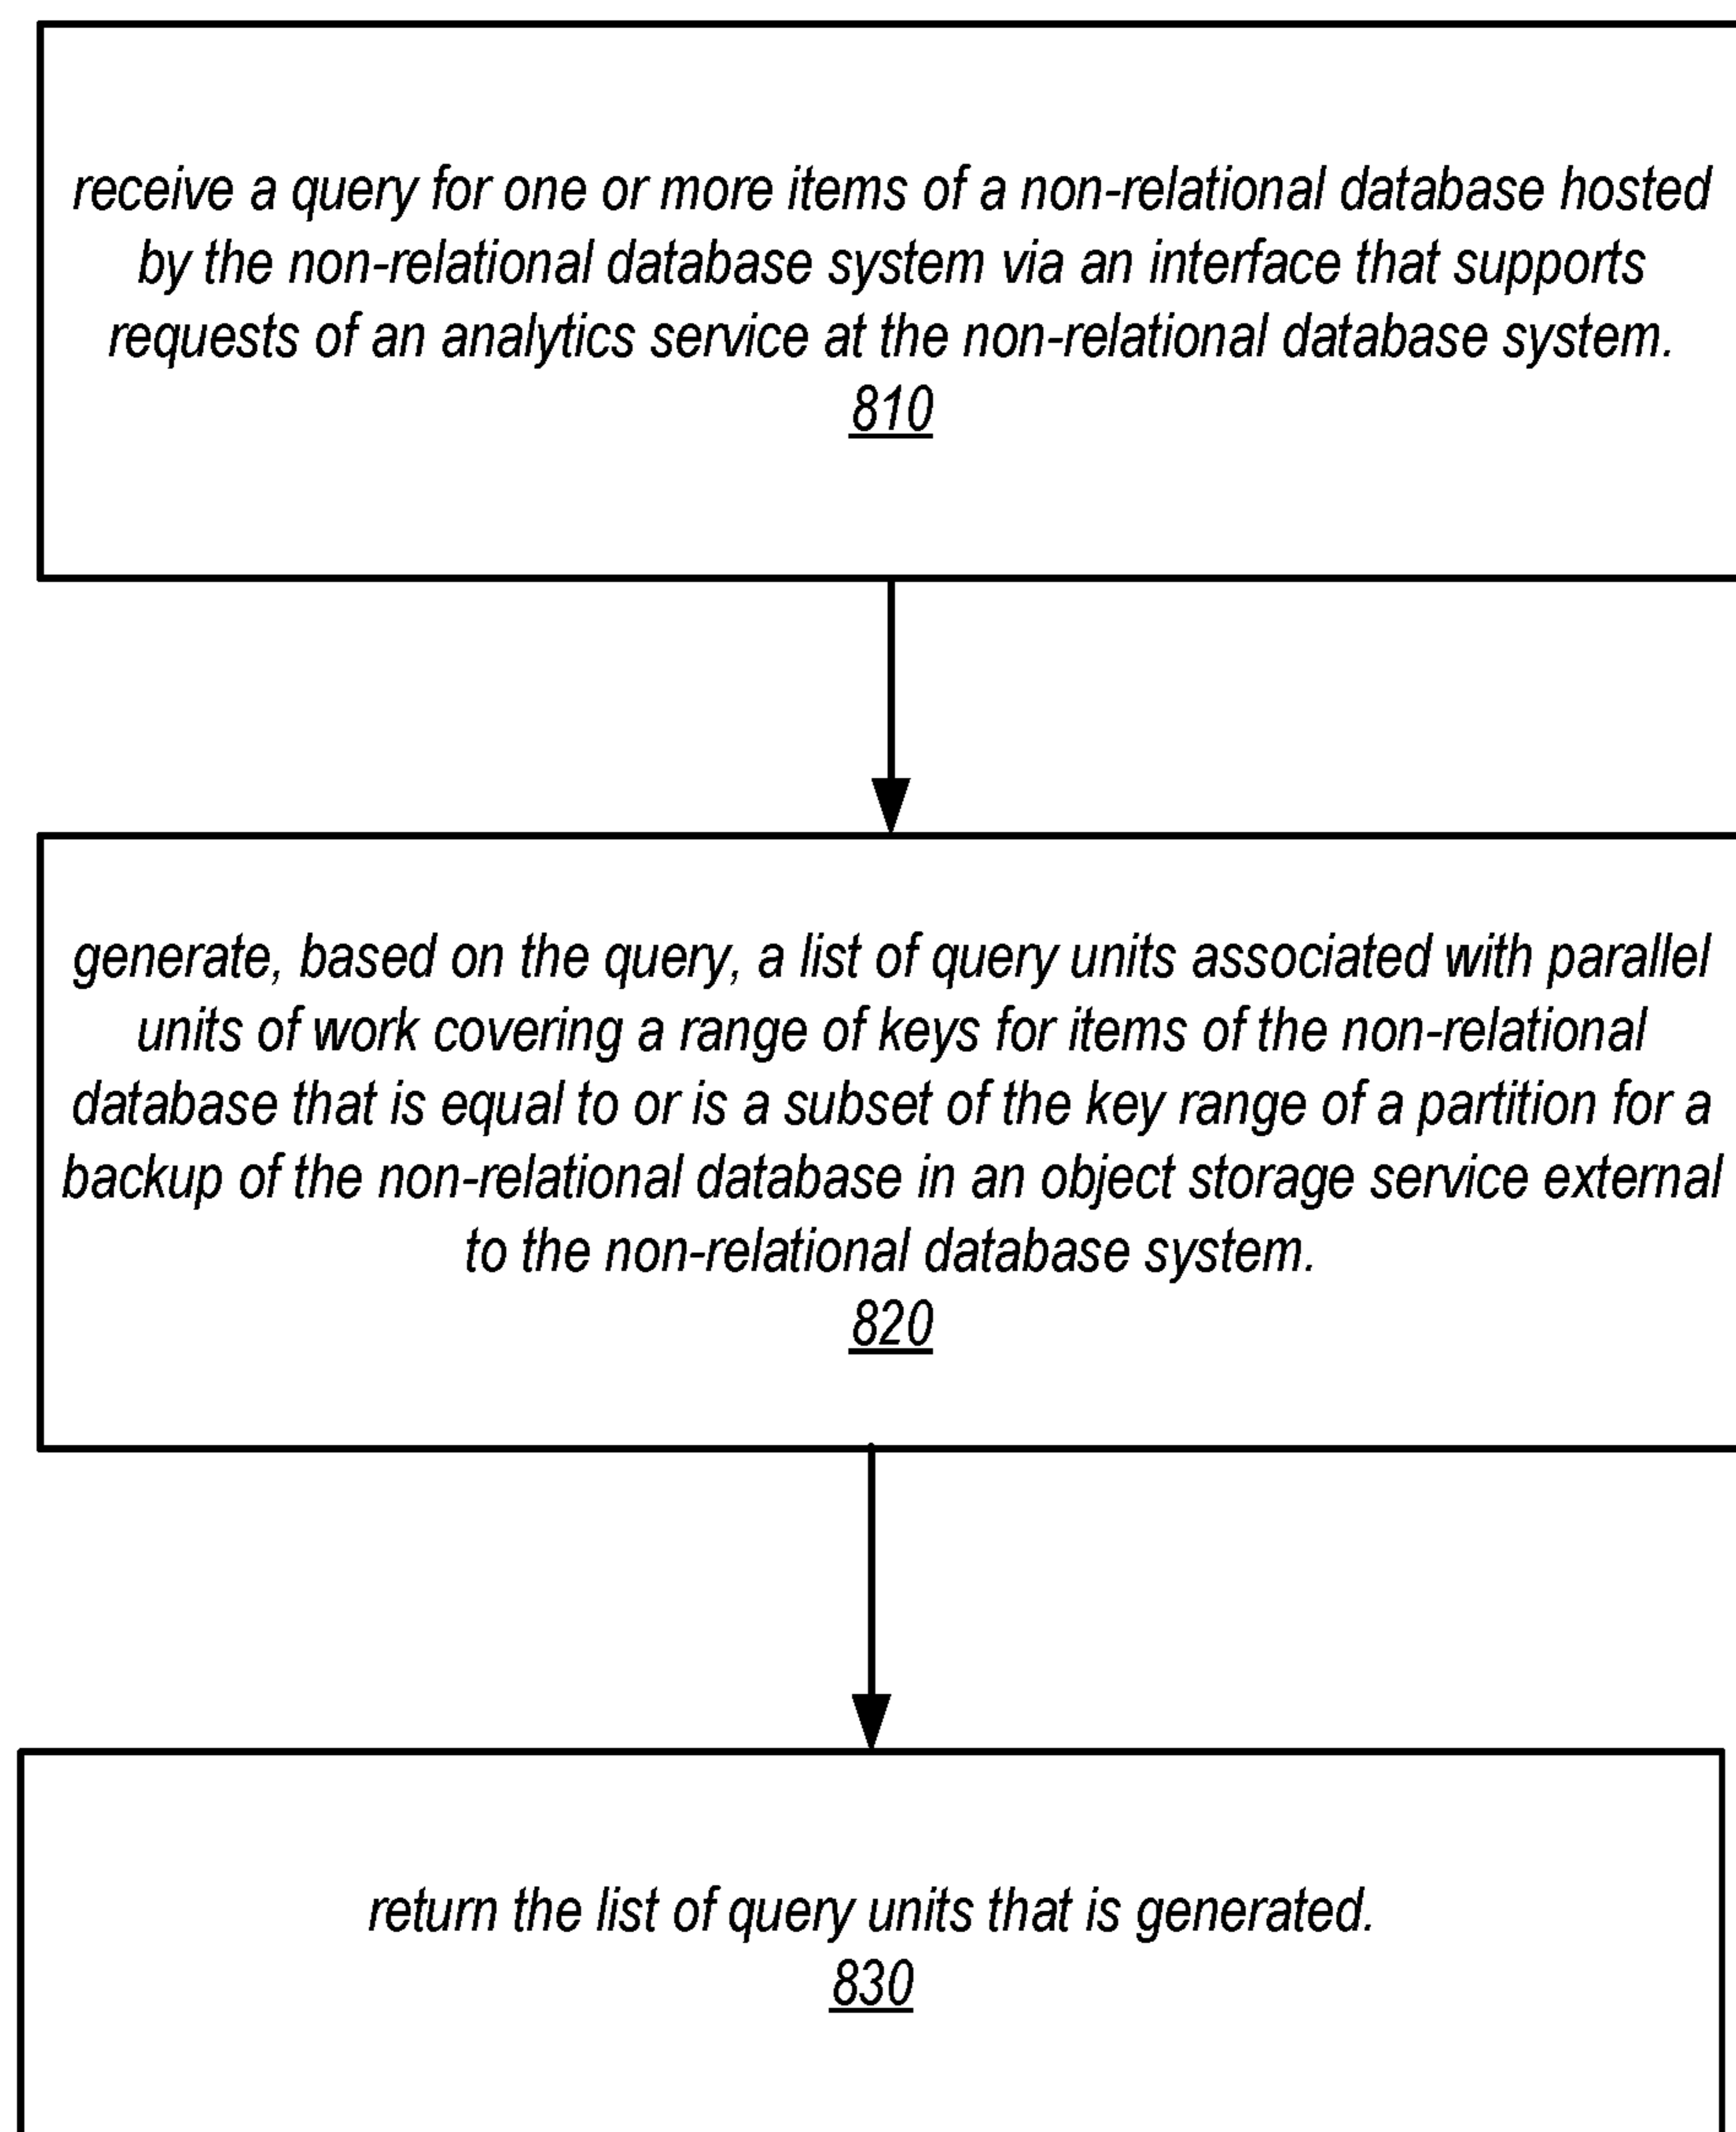 receive a query for one or more items of a non-relational database hosted
by the non-relational database system via an interface that supports
requests of an analytics service at the non-relational database system.
810
generate, based on the query, a list of query units associated with parallel
units of work covering a range of keys for items of the non-relational
database that is equal to or is a subset of the key range of a partition for a
backup of the non-relational database in an object storage service external
to the non-relational database system.
820
return the list of query units that is generated.
830